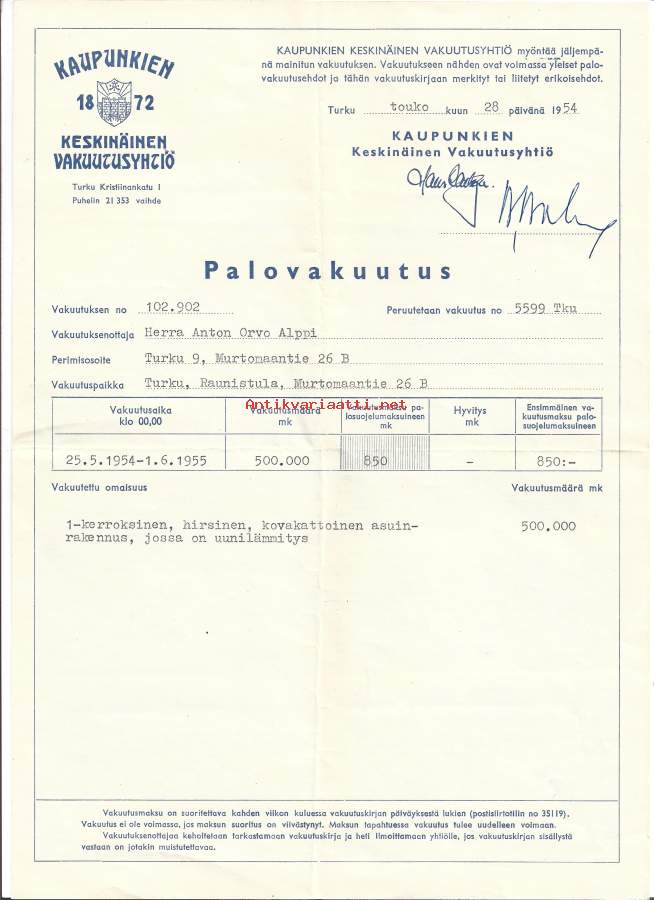 KAUPUNKIEN
1872
KESKINÄINEN
VAKUUTUSYHTIÖ
Turku Kristiinankatu 1
Puhelin 21 353 vaihde
KAUPUNKIEN KESKINÄINEN VAKUUTUSYHTIÖ myöntää jäljempä-
nä mainitun vakuutuksen. Vakuutukseen nähden ovat voimassa yleiset palo-
vakuutusehdot ja tähän vakuutuskirjaan merkityt tai liitetyt erikoisehdot.
Turku touko kuun 28 päivänä 1954
KAUPUNKIEN
Keskinäinen Vakuutusyhtiö
Palovakuutus
Vakuutuksen no 102.902 Peruutetaan vakuutus no 5599 Tku
Vakuutuksenottaja Herra Anton Orvo Alppi
Perimisosoite Turku 9, Murtomaantie 26 B
Vakuutuspaikka Turku, Raunistula, Murtomaantie 26 B
Antikvariaatti.net
Vakuutusaika klo 00,00 Vakuutusmäärä mk Vakuutusmaksu pa-losuojelumaksuineen mk Hyvitys mk Ensimmäinen va-kuutusmaksu palo-suojelumaksuineen
25.5.1954-1.6.1955 500.000 850 – 850:-
Vakuutettu omaisuus Vakuutusmäärä mk
1-kerroksinen, hirsinen, kovakattoinen asuin- 500.000
rakennus, jossa on uunilämmitys
Vakuutusmaksu on suoritettava kahden viikon kuluessa vakuutuskirjan päiväyksestä lukien (postisiirtotilin no 35119).
Vakuutus ei ole voimassa, jos maksun suoritus on viivästynyt. Maksun tapahtuessa vakuutus tulee uudelleen voimaan.
Vakuutuksenottajaa kehoitetaan tarkastamaan vakuutuskirja ja heti ilmoittamaan yhtiölle, jos vakuutuskirjan sisällystä
vastaan on jotakin muistutettavaa.